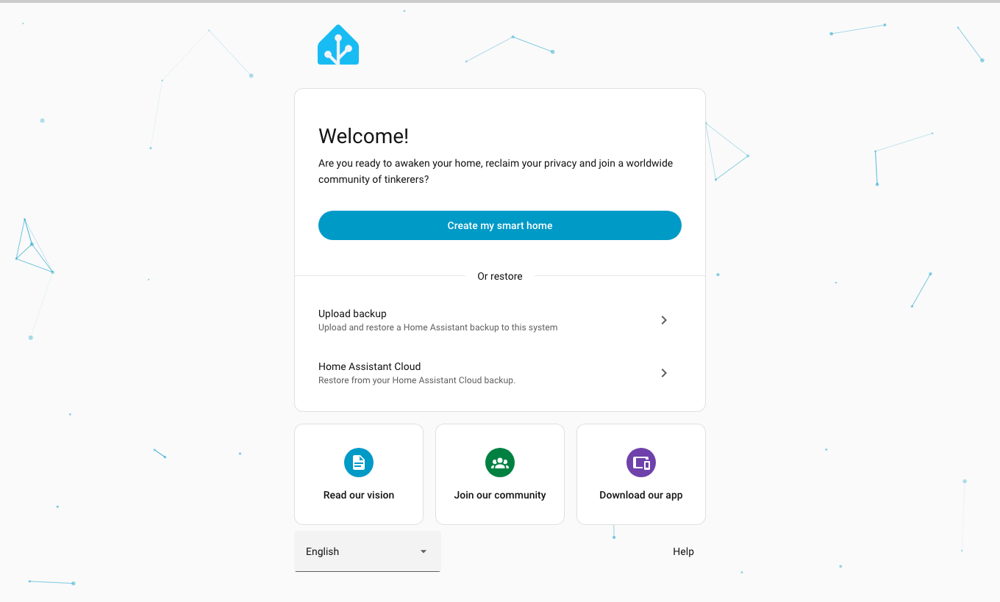 Welcome!
Are you ready to awaken your home, reclaim your privacy and join a worldwide
community of tinkerers?
Create my smart home
Or restore
Upload backup
Upload and restore a Home Assistant backup to this system
Home Assistant Cloud
Restore from your Home Assistant Cloud backup.
Read our vision
Join our community
Download our app
English
Help